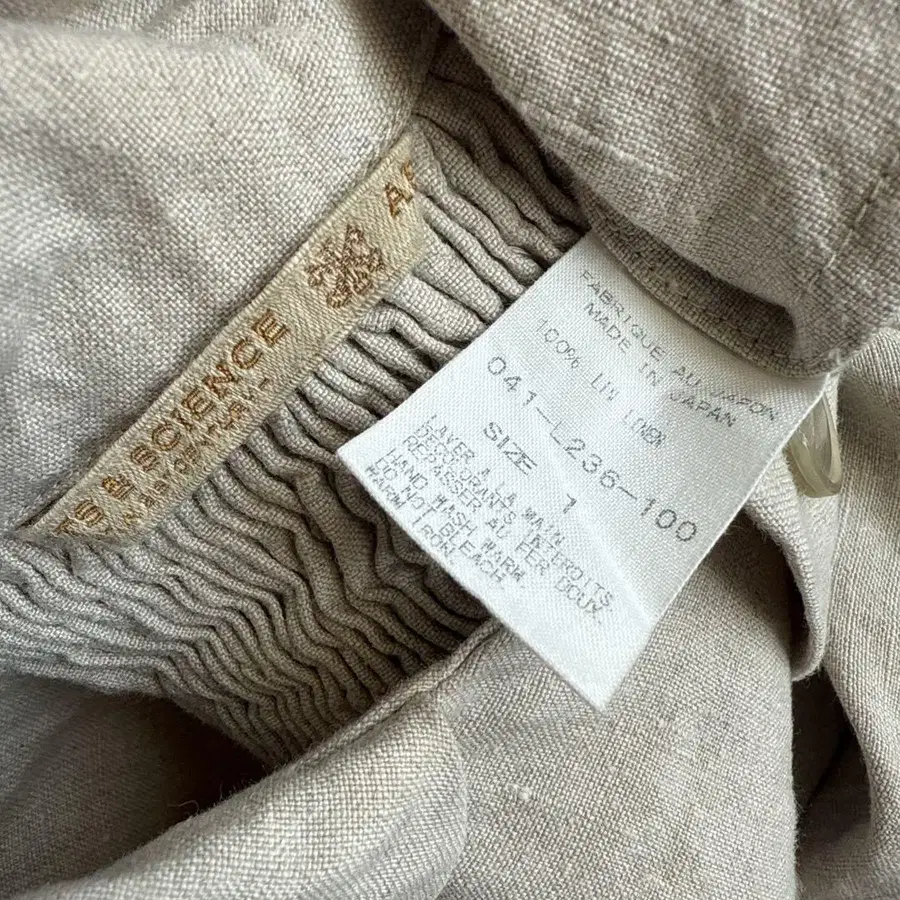 TS & SCIENCE
FABRIQUE AU JAPON
MADE IN JAPAN
100% LIN LINEN
041-L236-100
SIZE 1
LAVER A LA MAIN
DECOLORANTS INTERDITS
REPASSER AU FER DOUX.
HAND WASH WARM
DO NOT BLEACH
WARM IRON